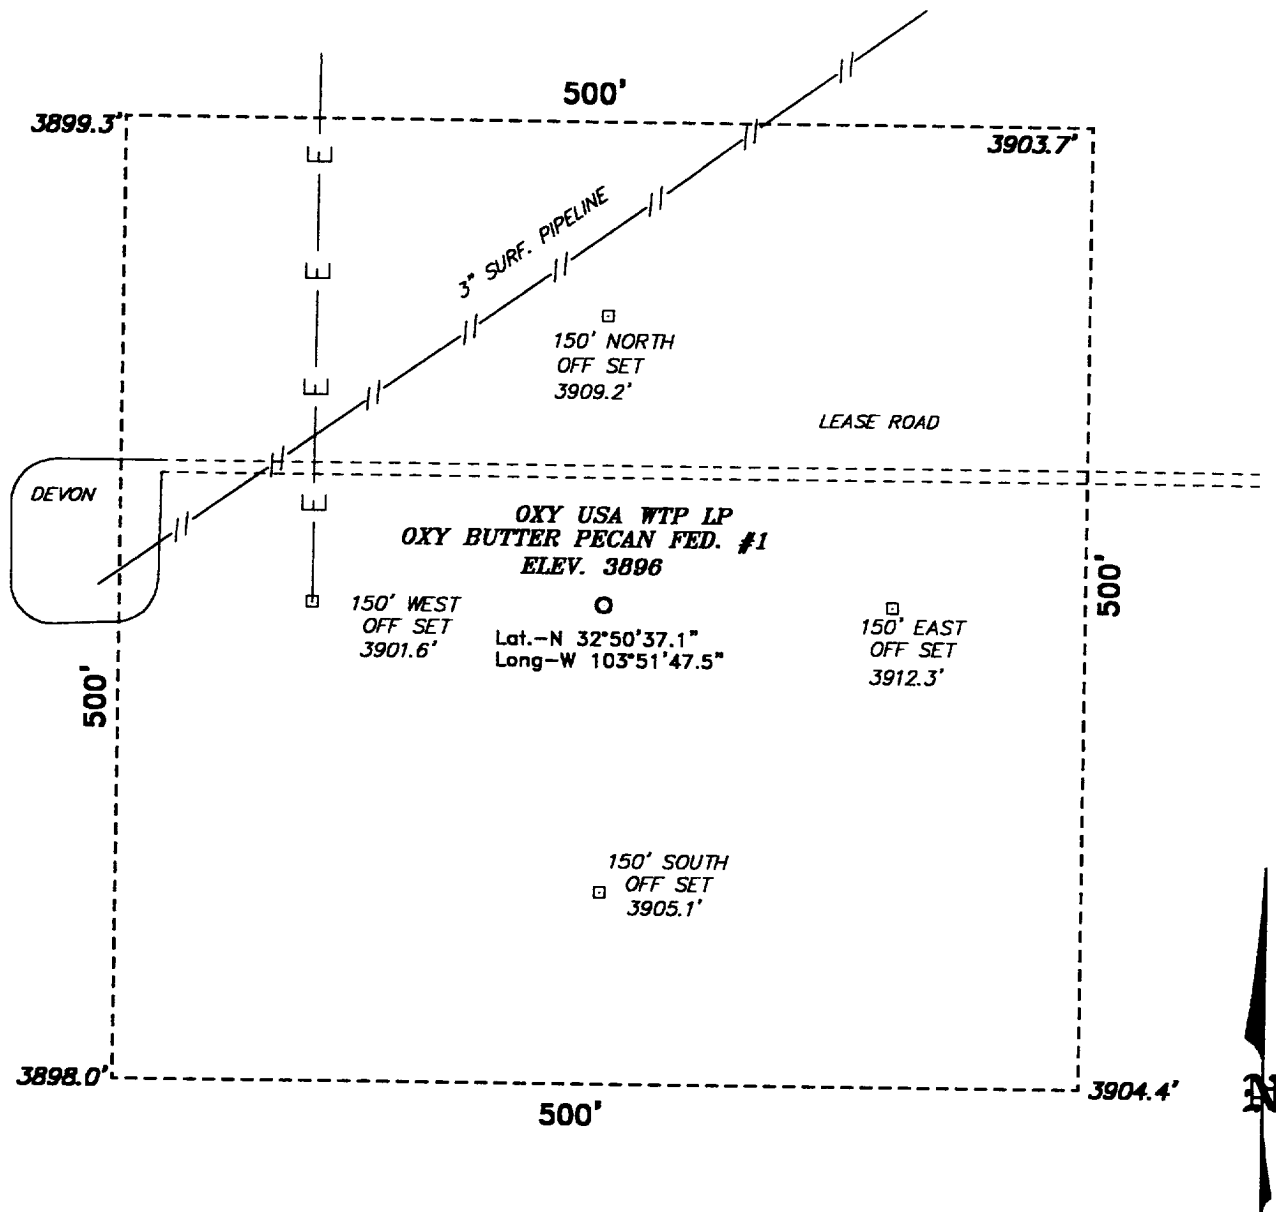 500'
3899.3'
3903.7'
3" SURF. PIPELINE
150' NORTH
OFF SET
3909.2'
LEASE ROAD
DEVON
OXY USA WTP LP
OXY BUTTER PECAN FED. #1
ELEV. 3896
150' WEST
OFF SET
3901.6'
Lat.-N 32°50'37.1"
Long-W 103°51'47.5"
150' EAST
OFF SET
3912.3'
500'
500'
150' SOUTH
OFF SET
3905.1'
3898.0'
3904.4'
500'
N
E
E
E
E